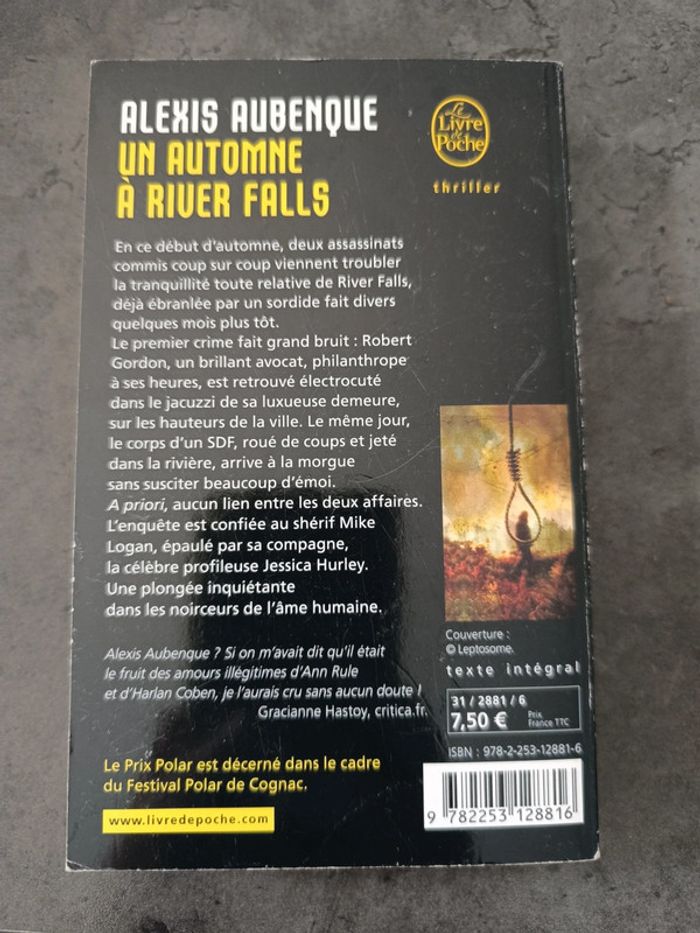 ALEXIS AUBENQUE
UN AUTOMNE
À RIVER FALLS
Le
Livre
de
Poche
thriller
En ce début d'automne, deux assassinats
commis coup sur coup viennent troubler
la tranquillité toute relative de River Falls,
déjà ébranlée par un sordide fait divers
quelques mois plus tôt.
Le premier crime fait grand bruit : Robert
Gordon, un brillant avocat, philanthrope
à ses heures, est retrouvé électrocuté
dans le jacuzzi de sa luxueuse demeure,
sur les hauteurs de la ville. Le même jour,
le corps d'un SDF, roué de coups et jeté
dans la rivière, arrive à la morgue
sans susciter beaucoup d'émoi.
A priori, aucun lien entre les deux affaires.
L'enquête est confiée au shérif Mike
Logan, épaulé par sa compagne,
la célèbre profileuse Jessica Hurley.
Une plongée inquiétante
dans les noirceurs de l'âme humaine.
Alexis Aubenque ? Si on m'avait dit qu'il était
le fruit des amours illégitimes d'Ann Rule
et d'Harlan Coben, je l'aurais cru sans aucun doute !
Gracianne Hastoy, critica.fr.
Le Prix Polar est décerné dans le cadre
du Festival Polar de Cognac.
www.livredepoche.com
Couverture :
© Leptosome.
texte intégral
31 / 2881 / 6
7,50 €
Prix
France TTC
ISBN : 978-2-253-12881-6
9 782253 128816